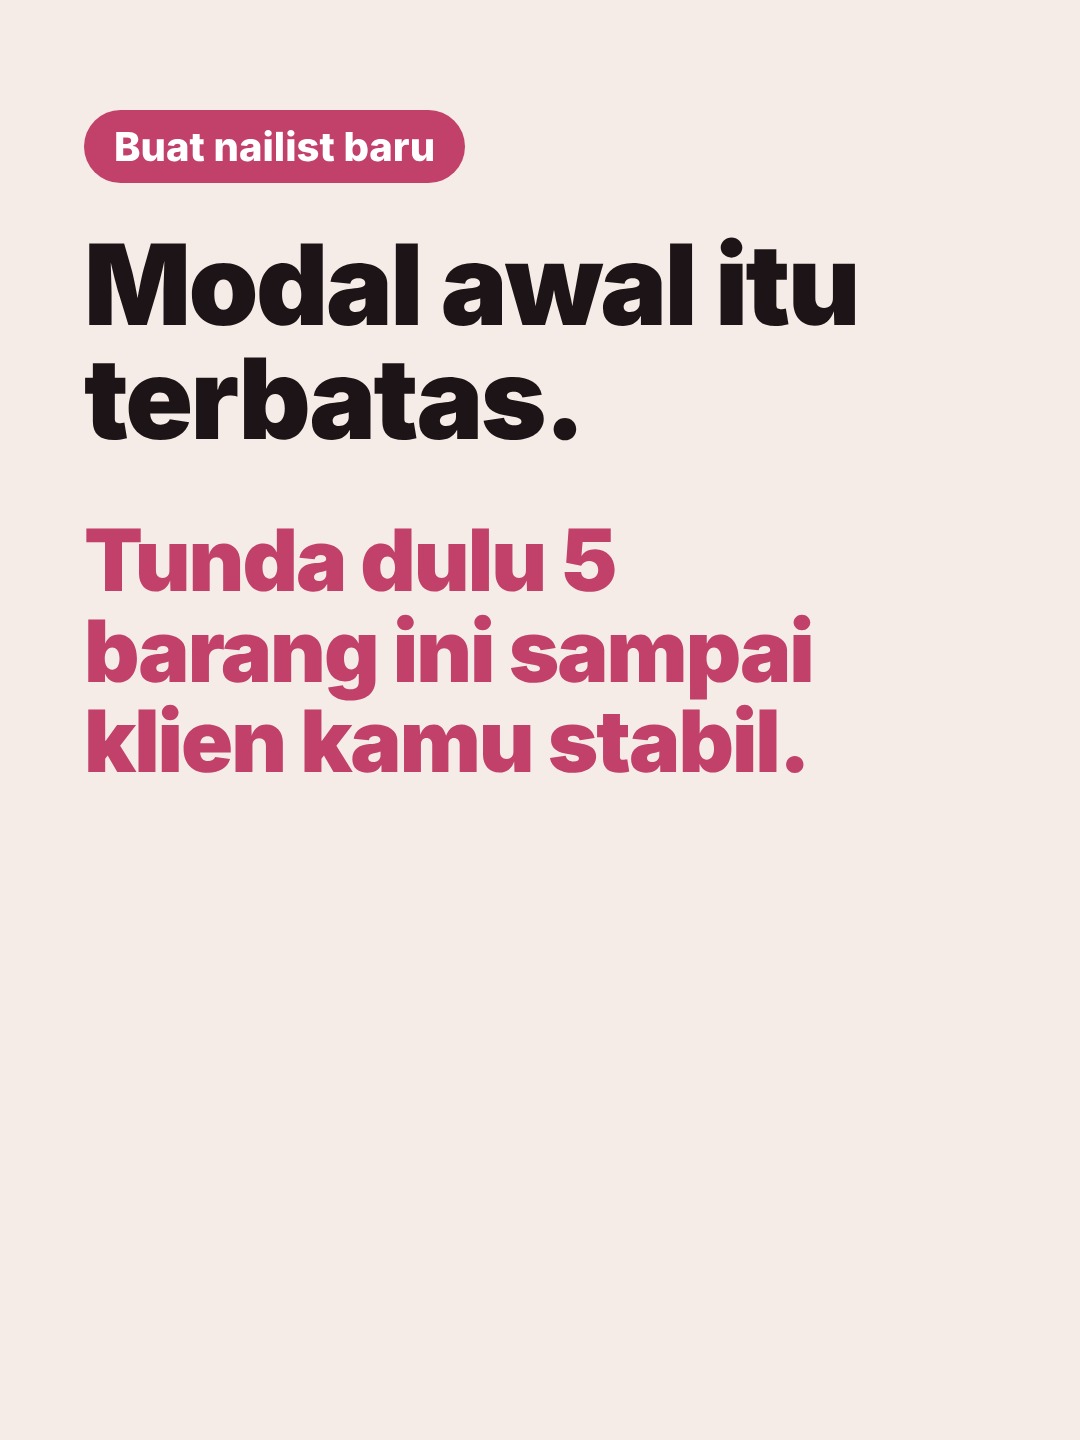 Buat nailist baru
Modal awal itu
terbatas.
Tunda dulu 5
barang ini sampai
klien kamu stabil.